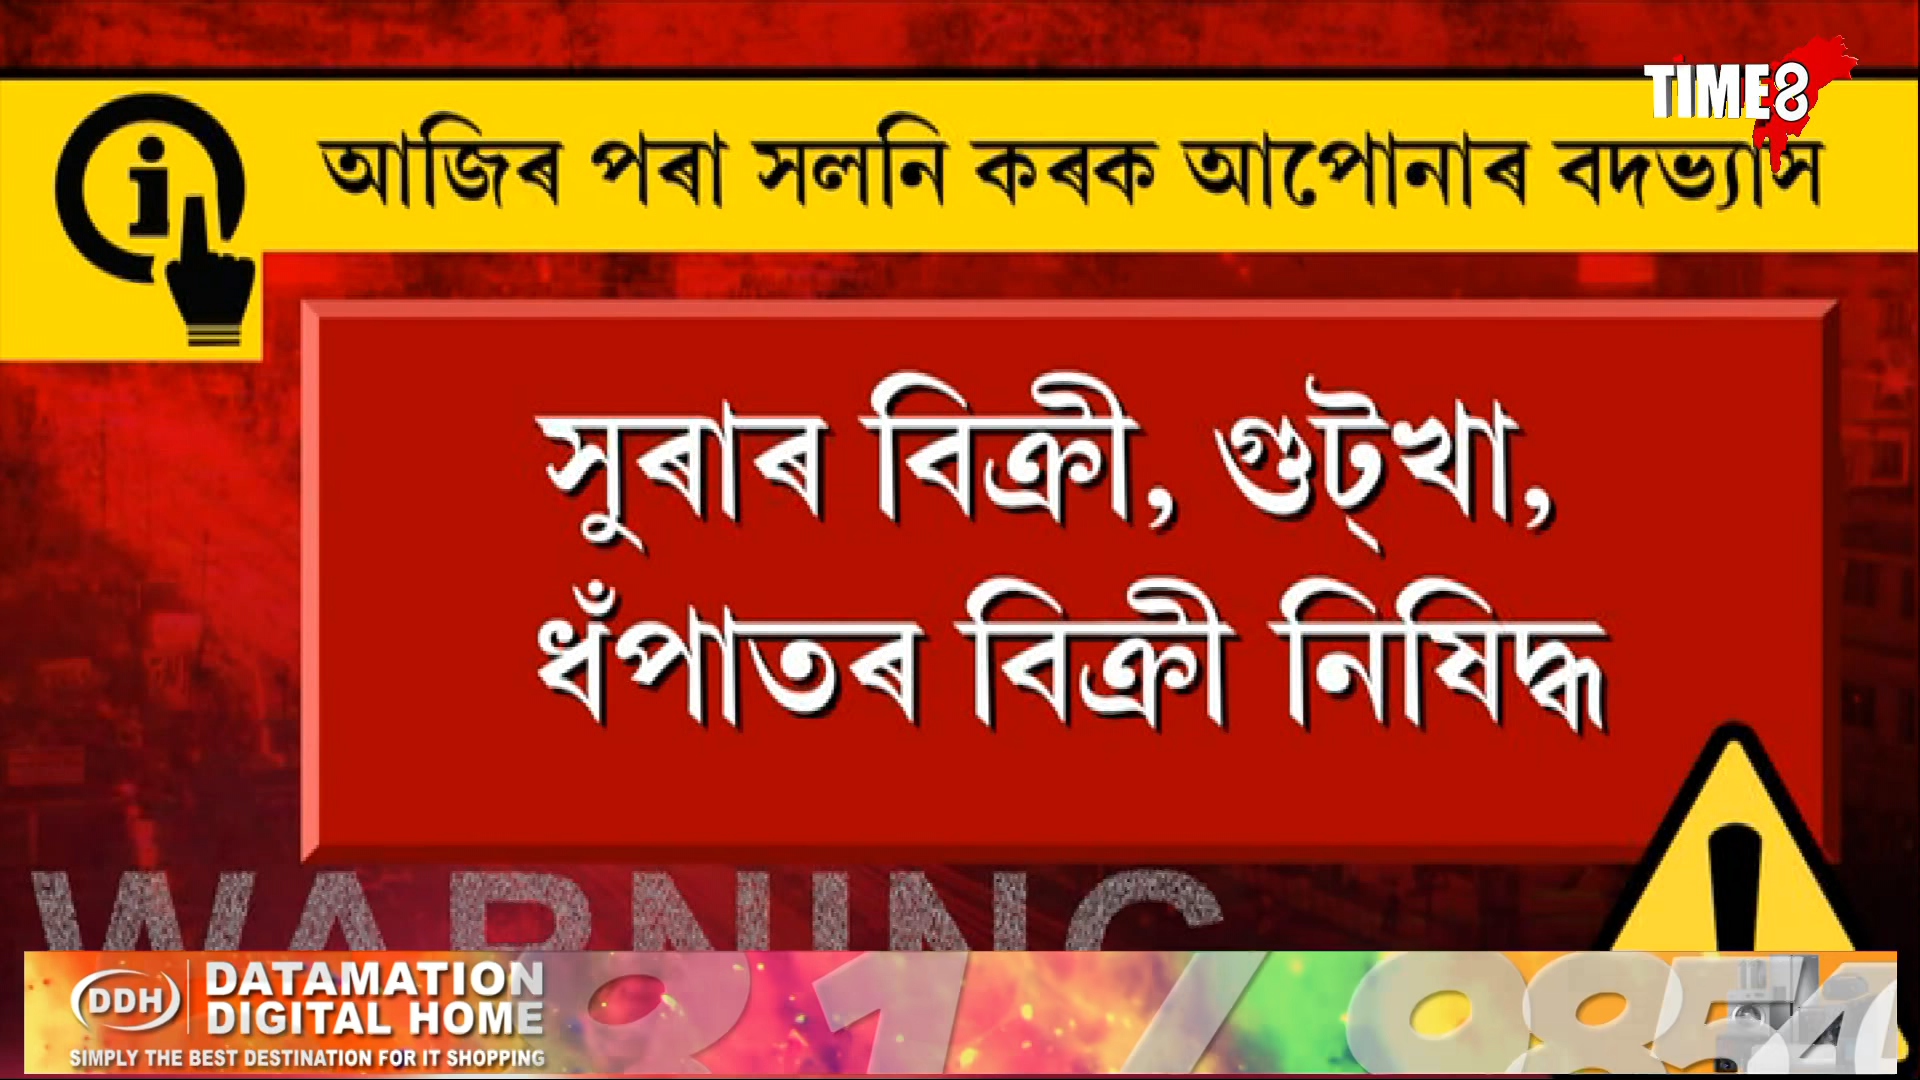 TIME8
আজিৰ পৰা সলনি কৰক আপোনাৰ বদভ্যাস
সুৰাৰ বিক্ৰী, গুট্খা,
ধঁপাতৰ বিক্ৰী নিষিদ্ধ
WARNING
DDH
DATAMATION
DIGITAL HOME
SIMPLY THE BEST DESTINATION FOR IT SHOPPING